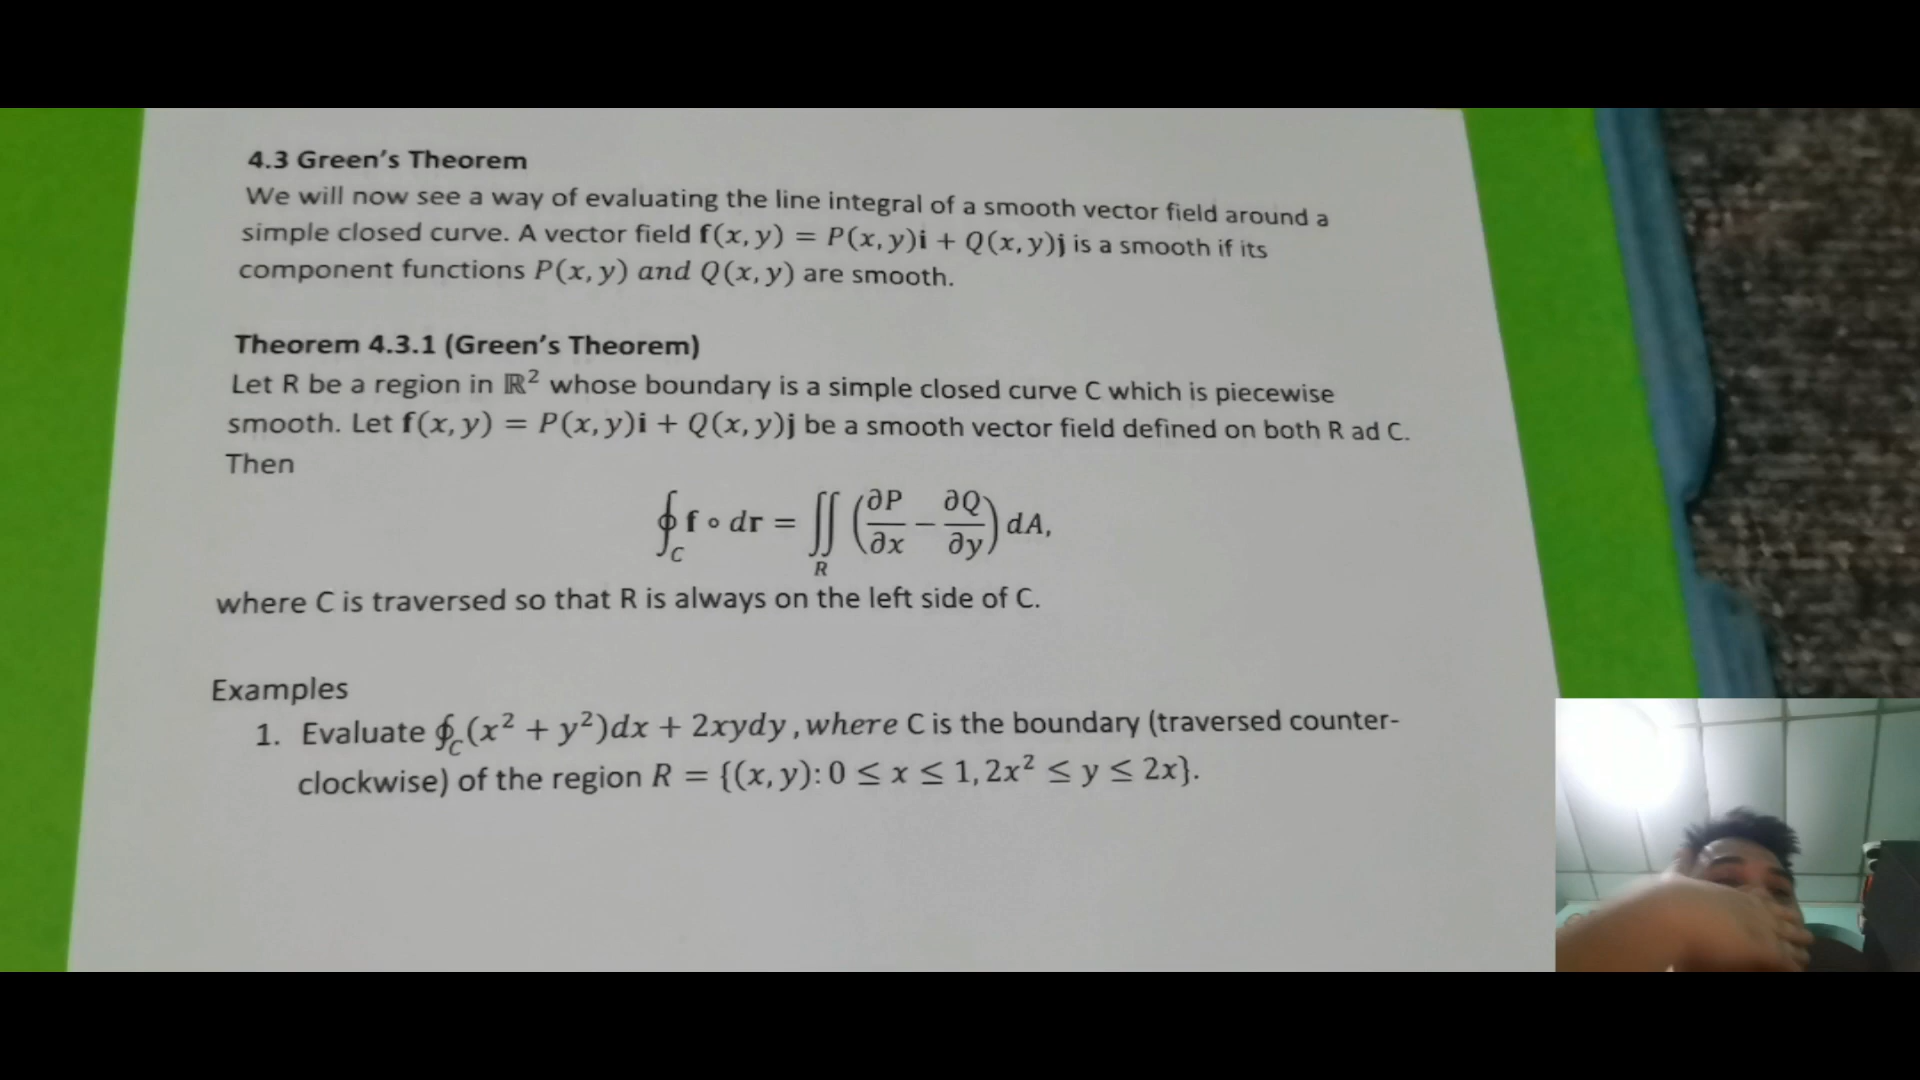 4.3 Green's Theorem
We will now see a way of evaluating the line integral of a smooth vector field around a
simple closed curve. A vector field f(x, y) = P(x, y)i + Q(x, y)j is a smooth if its
component functions P(x, y) and Q(x, y) are smooth.
Theorem 4.3.1 (Green's Theorem)
Let R be a region in ℝ² whose boundary is a simple closed curve C which is piecewise
smooth. Let f(x, y) = P(x, y)i + Q(x, y)j be a smooth vector field defined on both R ad C.
Then
∮_C f ∘ dr = ∬_R (∂P/∂x − ∂Q/∂y) dA,
where C is traversed so that R is always on the left side of C.
Examples
1. Evaluate ∮_C (x² + y²)dx + 2xydy, where C is the boundary (traversed counter-
clockwise) of the region R = {(x, y): 0 ≤ x ≤ 1, 2x² ≤ y ≤ 2x}.